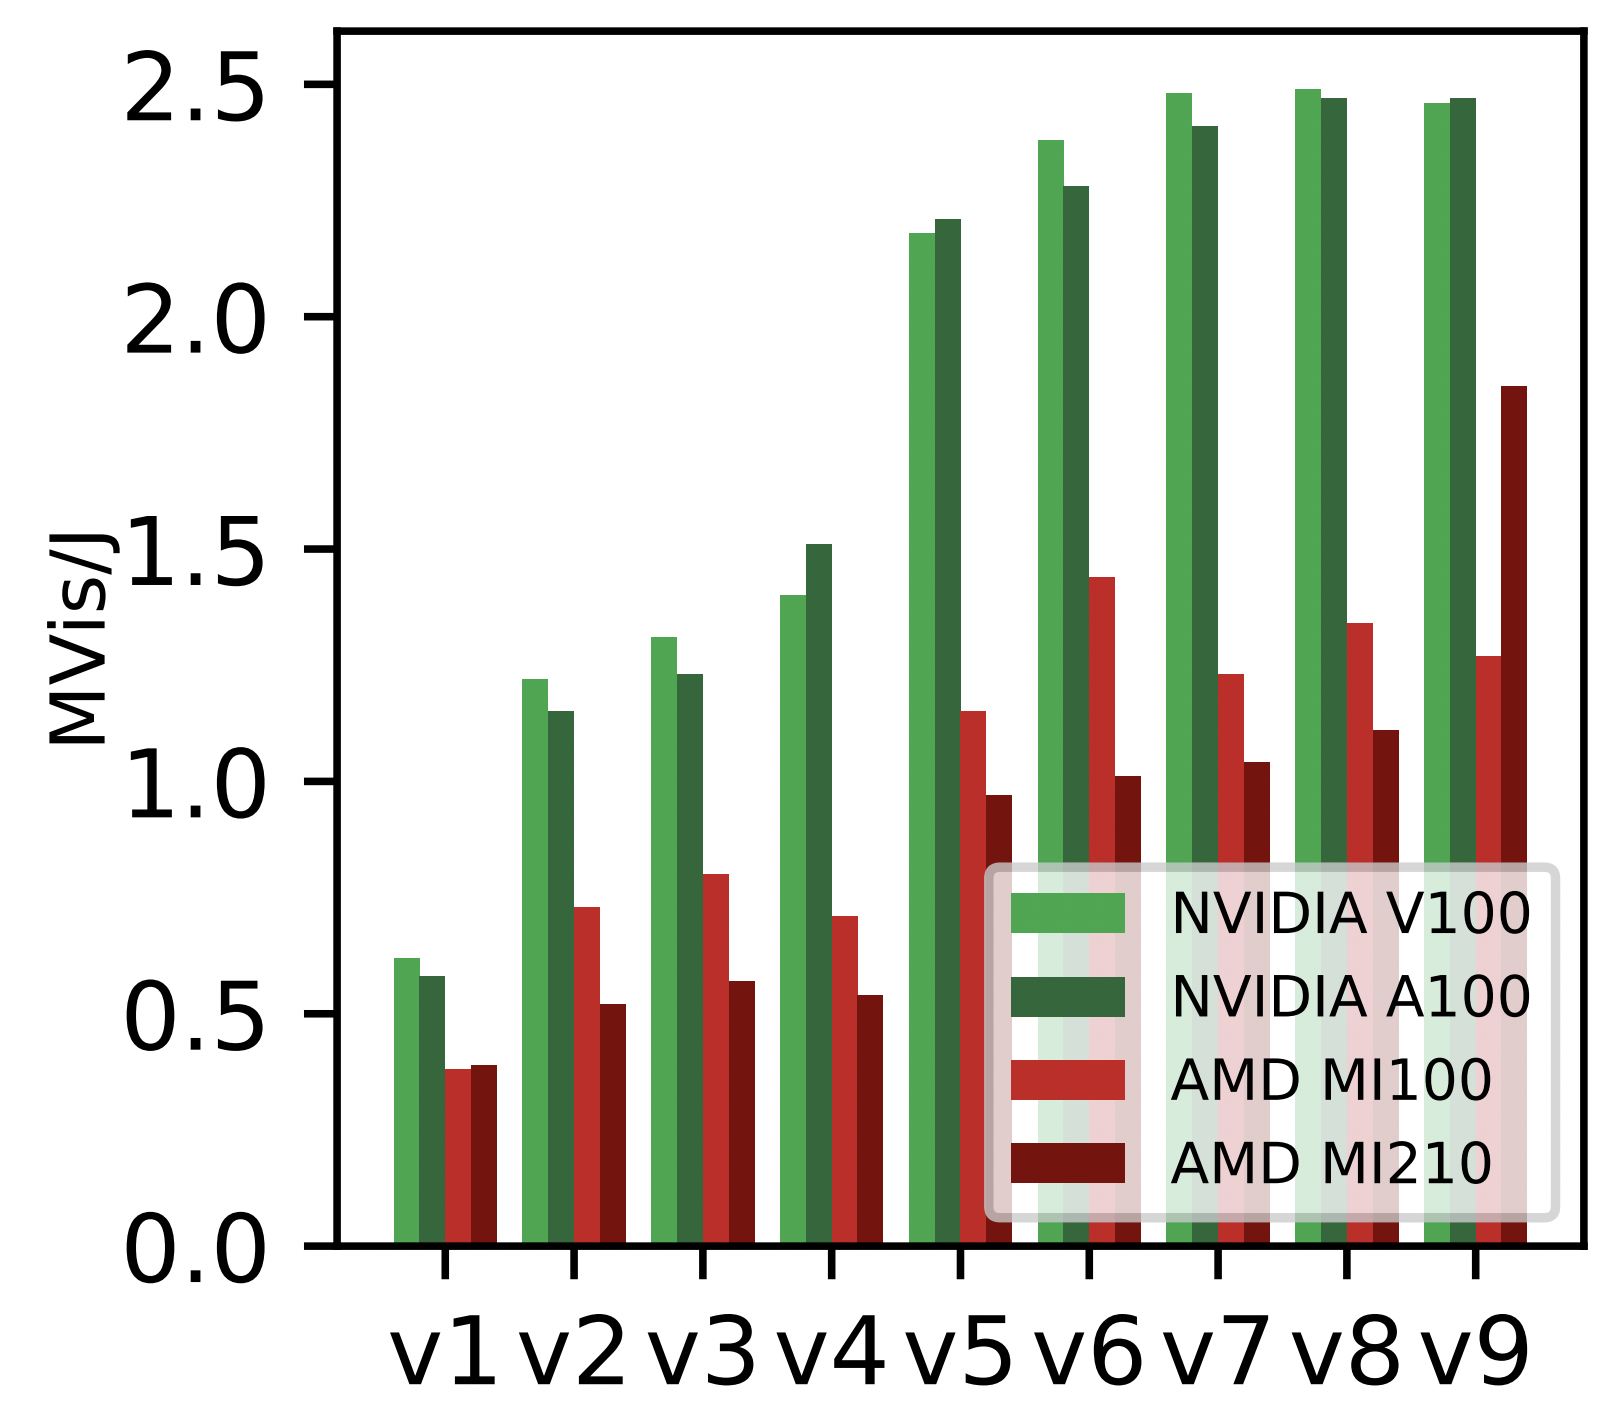 MVis/J
2.5
2.0
1.5
1.0
0.5
0.0
v1 v2 v3 v4 v5 v6 v7 v8 v9
NVIDIA V100
NVIDIA A100
AMD MI100
AMD MI210